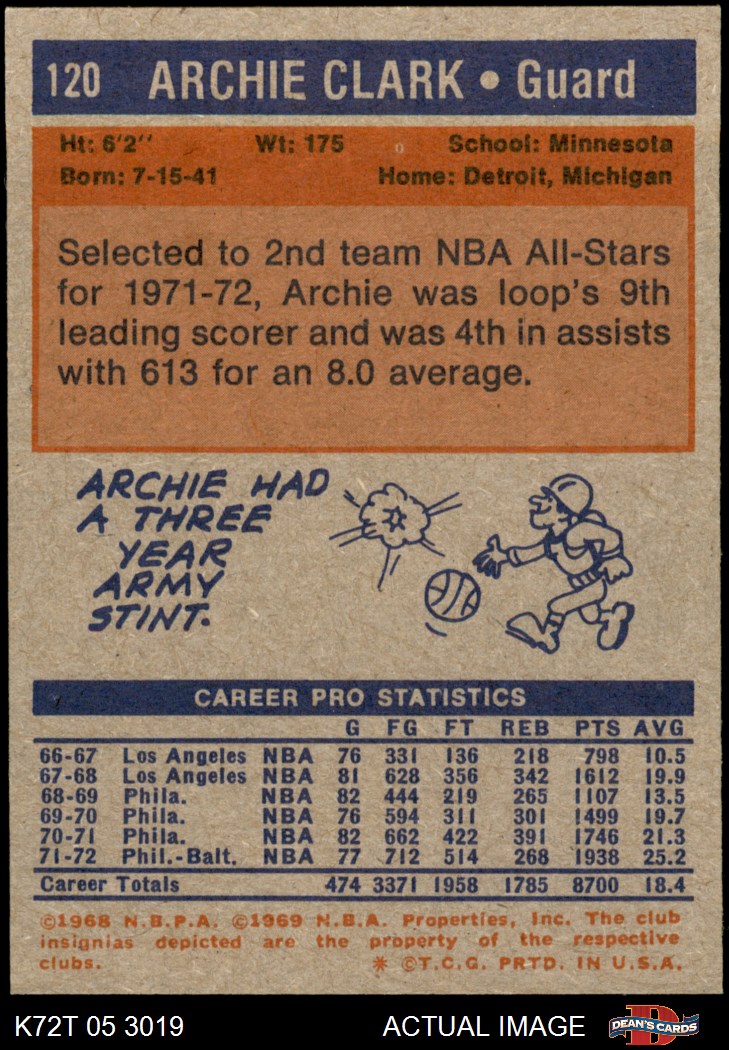 120 ARCHIE CLARK • Guard
Ht: 6'2'' Wt: 175 School: Minnesota
Born: 7-15-41 Home: Detroit, Michigan
Selected to 2nd team NBA All-Stars
for 1971-72, Archie was loop's 9th
leading scorer and was 4th in assists
with 613 for an 8.0 average.
ARCHIE HAD
A THREE
YEAR
ARMY
STINT.
CAREER PRO STATISTICS
G FG FT REB PTS AVG
66-67 Los Angeles NBA 76 331 136 218 798 10.5
67-68 Los Angeles NBA 81 628 356 342 1612 19.9
68-69 Phila. NBA 82 444 219 265 1107 13.5
69-70 Phila. NBA 76 594 311 301 1499 19.7
70-71 Phila. NBA 82 662 422 391 1746 21.3
71-72 Phil.-Balt. NBA 77 712 514 268 1938 25.2
Career Totals 474 3371 1958 1785 8700 18.4
©1968 N.B.P.A. ©1969 N.B.A. Properties, Inc. The club
insignias depicted are the property of the respective
clubs. * ©T.C.G. PRTD. IN U.S.A.
K72T 05 3019 ACTUAL IMAGE DEAN'S CARDS